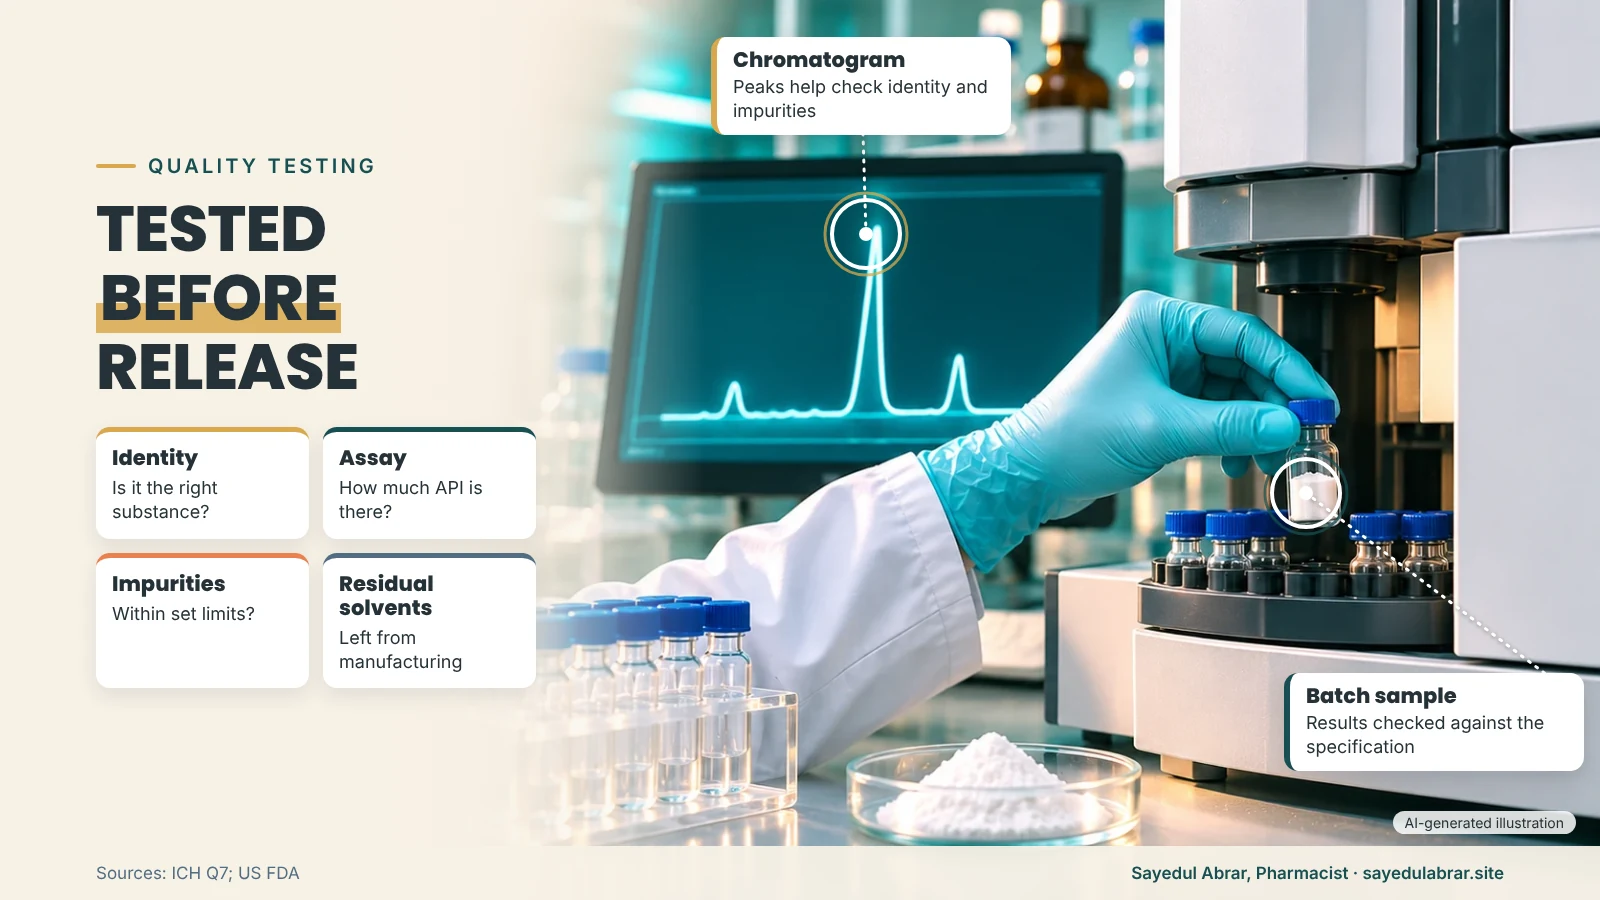 QUALITY TESTING
TESTED
BEFORE
RELEASE
Identity
Is it the right
substance?
Assay
How much API is
there?
Impurities
Within set limits?
Residual
solvents
Left from
manufacturing
Chromatogram
Peaks help check identity and
impurities
Batch sample
Results checked against the
specification
AI-generated illustration
Sources: ICH Q7; US FDA
Sayedul Abrar, Pharmacist · sayedulabrar.site